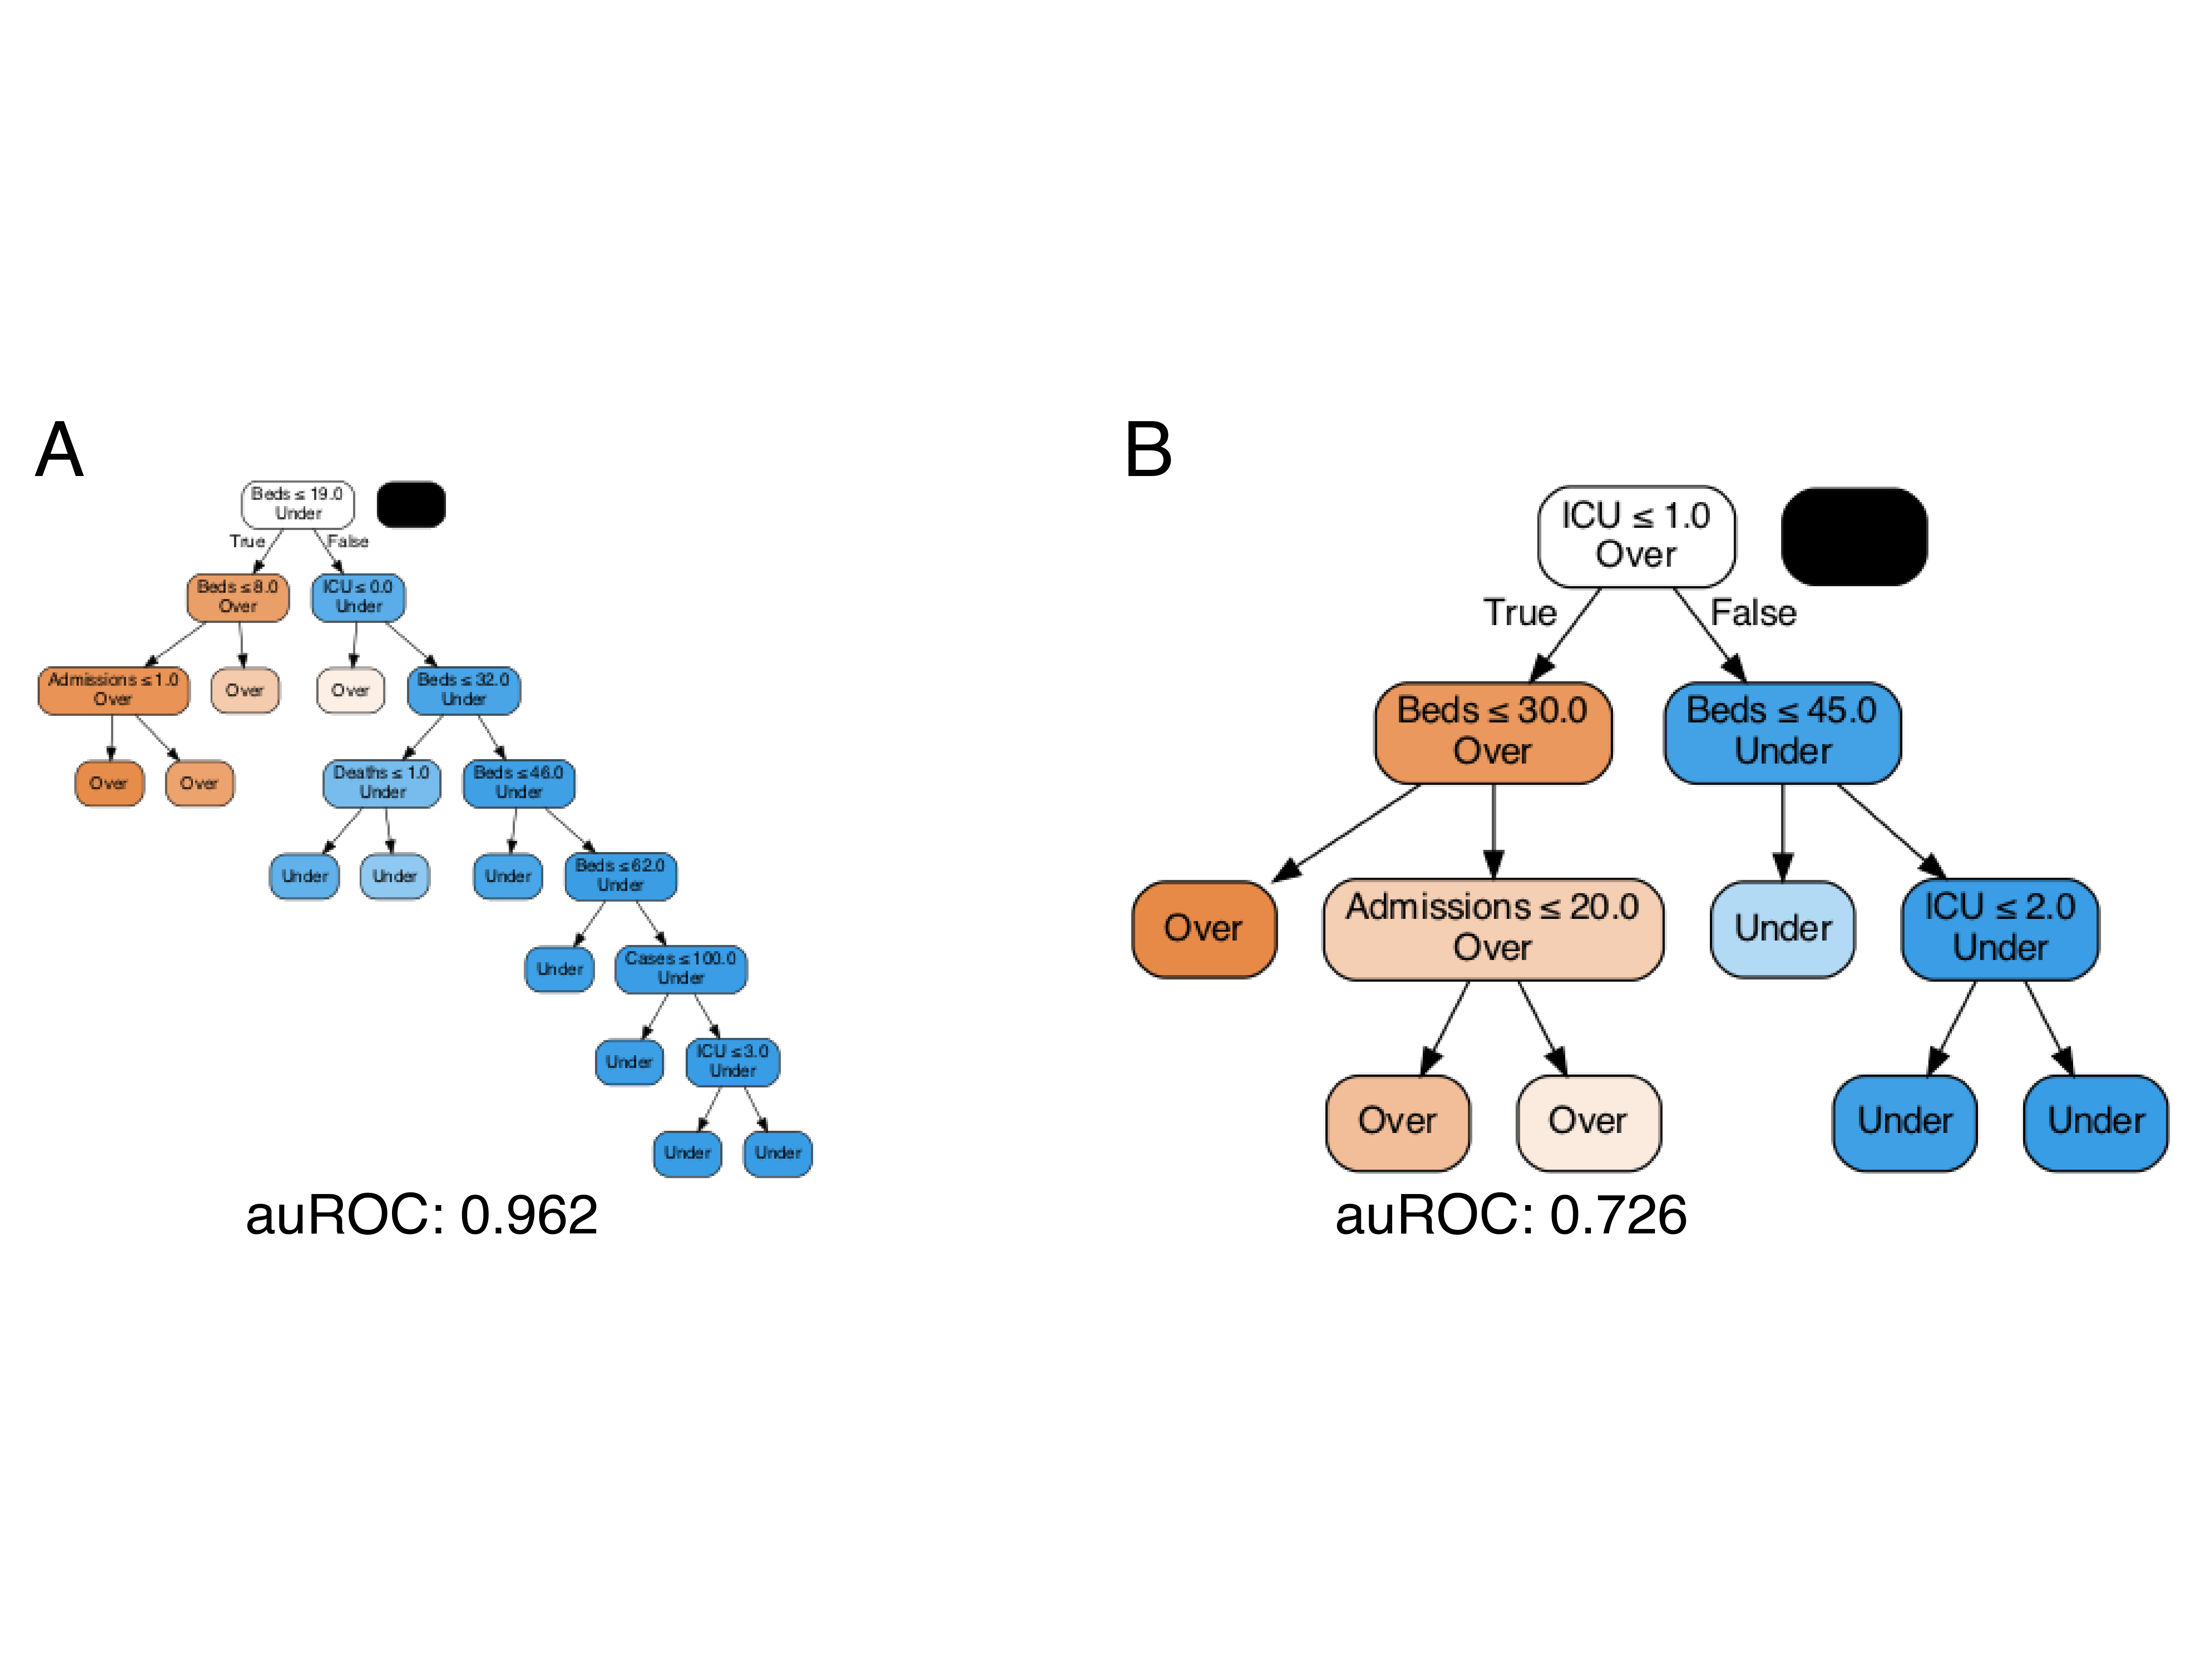 A
Beds ≤ 19.0
Under
True
False
Beds ≤ 8.0
Over
ICU ≤ 0.0
Under
Admissions ≤ 1.0
Over
Over
Over
Beds ≤ 32.0
Under
Over
Over
Deaths ≤ 1.0
Under
Beds ≤ 46.0
Under
Under
Under
Under
Beds ≤ 62.0
Under
Under
Cases ≤ 100.0
Under
Under
ICU ≤ 3.0
Under
Under
Under
auROC: 0.962
B
ICU ≤ 1.0
Over
True
False
Beds ≤ 30.0
Over
Beds ≤ 45.0
Under
Over
Admissions ≤ 20.0
Over
Under
ICU ≤ 2.0
Under
Over
Over
Under
Under
auROC: 0.726